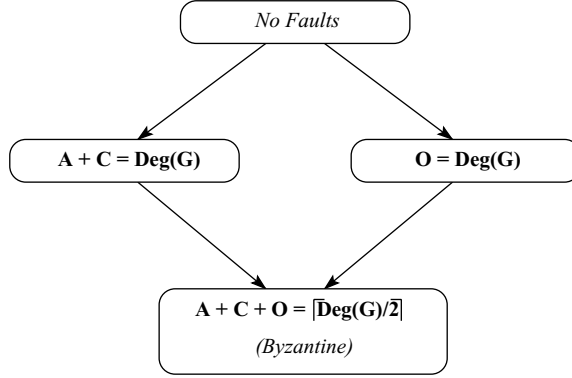 No Faults
A + C = Deg(G)
O = Deg(G)
A + C + O = ⌈Deg(G)/2⌉
(Byzantine)